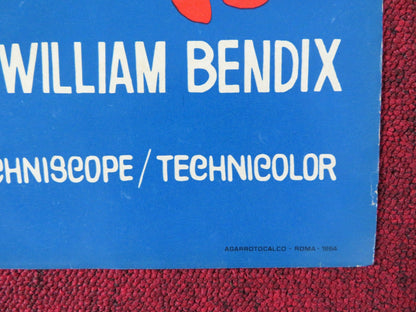 WILLIAM BENDIX
CHNISCOPE / TECHNICOLOR
AGARROTOCALCO - ROMA - 1964